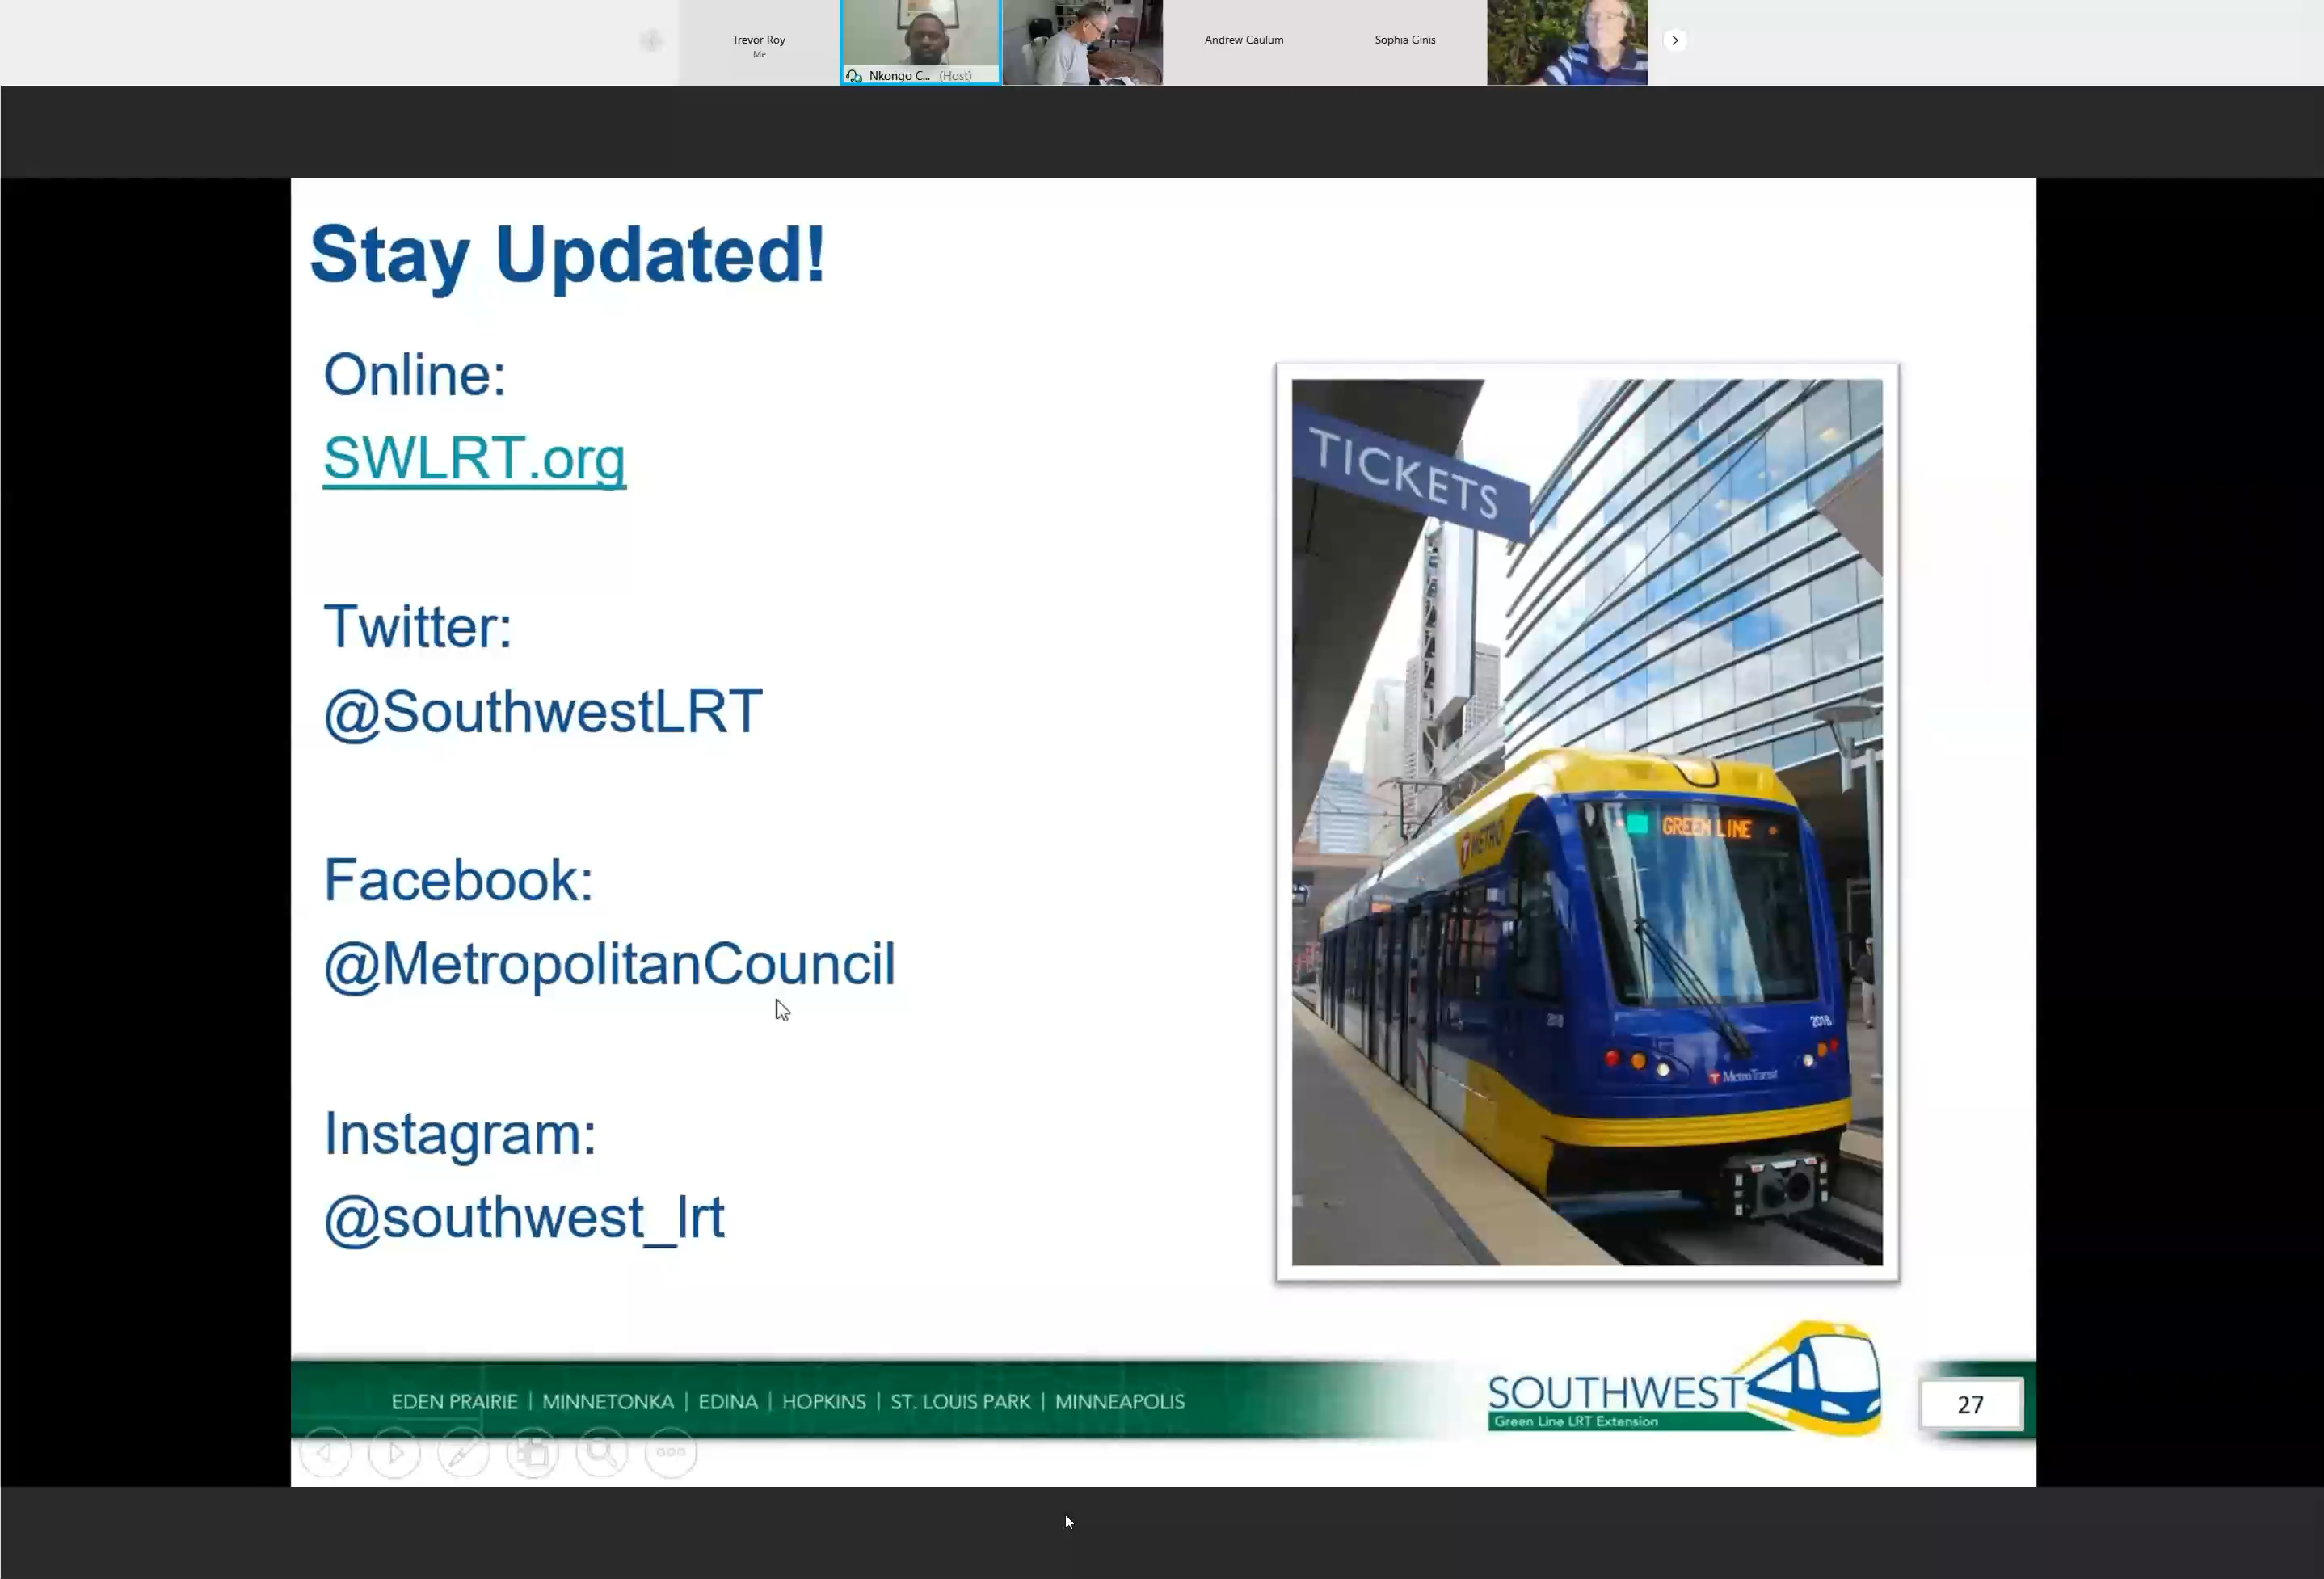 Trevor Roy
Me
Nkongo C... (Host)
Andrew Caulum
Sophia Ginis
Stay Updated!
Online:
SWLRT.org
Twitter:
@SouthwestLRT
Facebook:
@MetropolitanCouncil
Instagram:
@southwest_lrt
TICKETS
GREEN LINE
METRO
2018
MetroTransit
EDEN PRAIRIE | MINNETONKA | EDINA | HOPKINS | ST. LOUIS PARK | MINNEAPOLIS
SOUTHWEST
Green Line LRT Extension
27